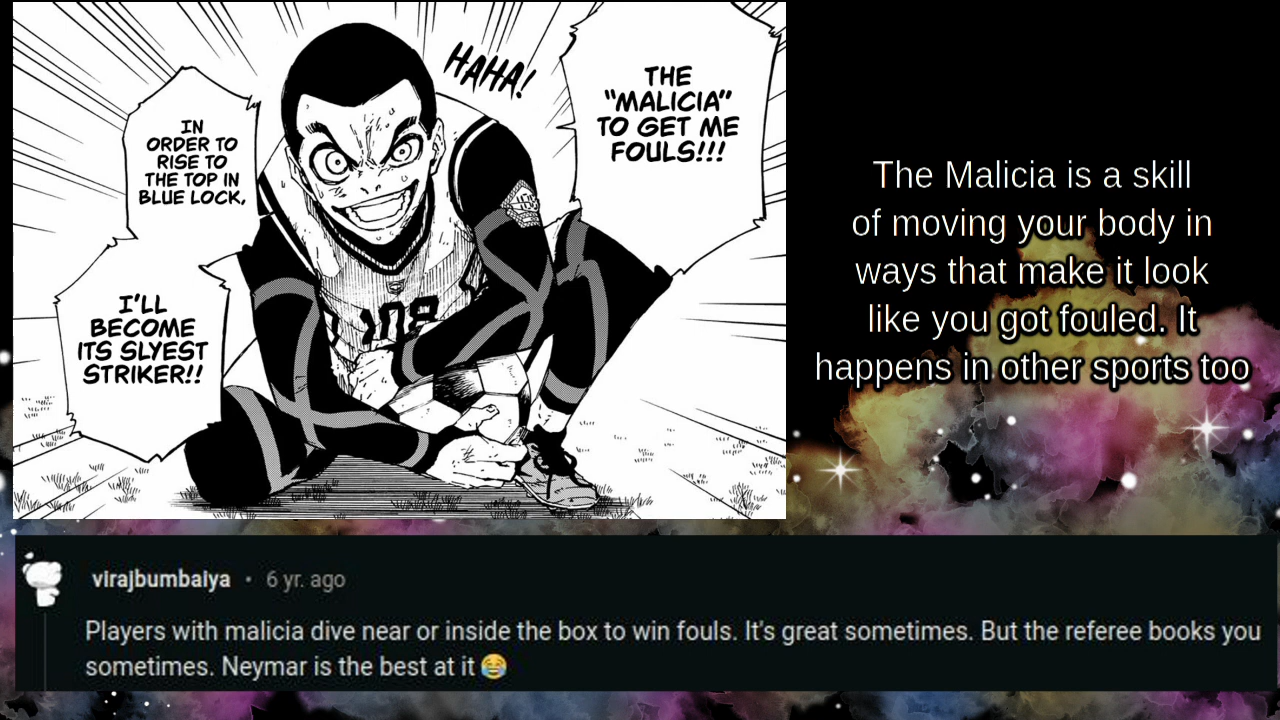 HAHA!
THE
"MALICIA"
TO GET ME
FOULS!!!
IN
ORDER TO
RISE TO
THE TOP IN
BLUE LOCK,
I'LL
BECOME
ITS SLYEST
STRIKER!!
108
The Malicia is a skill
of moving your body in
ways that make it look
like you got fouled. It
happens in other sports too
virajbumbaiya • 6 yr. ago
Players with malicia dive near or inside the box to win fouls. It's great sometimes. But the referee books you
sometimes. Neymar is the best at it 😂